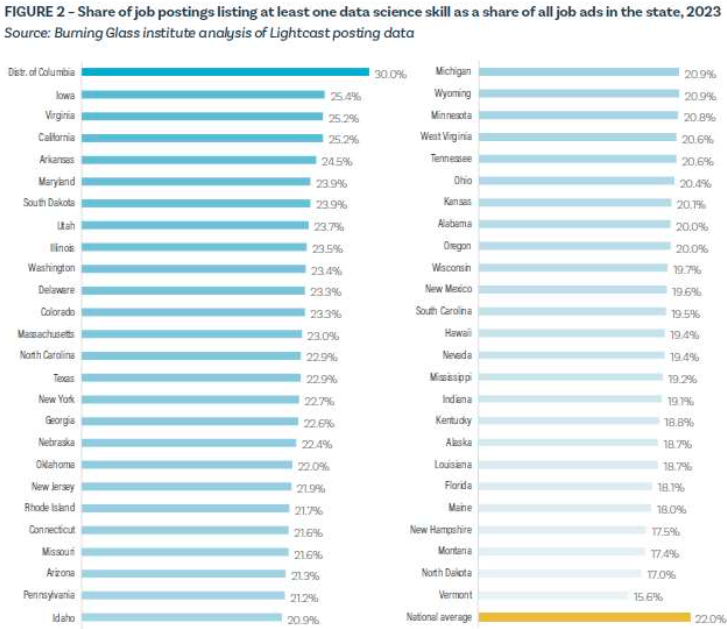 FIGURE 2 – Share of job postings listing at least one data science skill as a share of all job ads in the state, 2023
Source: Burning Glass institute analysis of Lightcast posting data
Distr. of Columbia 30.0%
Iowa 25.4%
Virginia 25.2%
California 25.2%
Arkansas 24.5%
Maryland 23.9%
South Dakota 23.9%
Utah 23.7%
Illinois 23.5%
Washington 23.4%
Delaware 23.3%
Colorado 23.3%
Massachusetts 23.0%
North Carolina 22.9%
Texas 22.9%
New York 22.7%
Georgia 22.6%
Nebraska 22.4%
Oklahoma 22.0%
New Jersey 21.9%
Rhode Island 21.7%
Connecticut 21.6%
Missouri 21.6%
Arizona 21.3%
Pennsylvania 21.2%
Idaho 20.9%
Michigan 20.9%
Wyoming 20.9%
Minnesota 20.8%
West Virginia 20.6%
Tennessee 20.6%
Ohio 20.4%
Kansas 20.1%
Alabama 20.0%
Oregon 20.0%
Wisconsin 19.7%
New Mexico 19.6%
South Carolina 19.5%
Hawaii 19.4%
Nevada 19.4%
Mississippi 19.2%
Indiana 19.1%
Kentucky 18.8%
Alaska 18.7%
Louisiana 18.7%
Florida 18.1%
Maine 18.0%
New Hampshire 17.5%
Montana 17.4%
North Dakota 17.0%
Vermont 15.6%
National average 22.0%